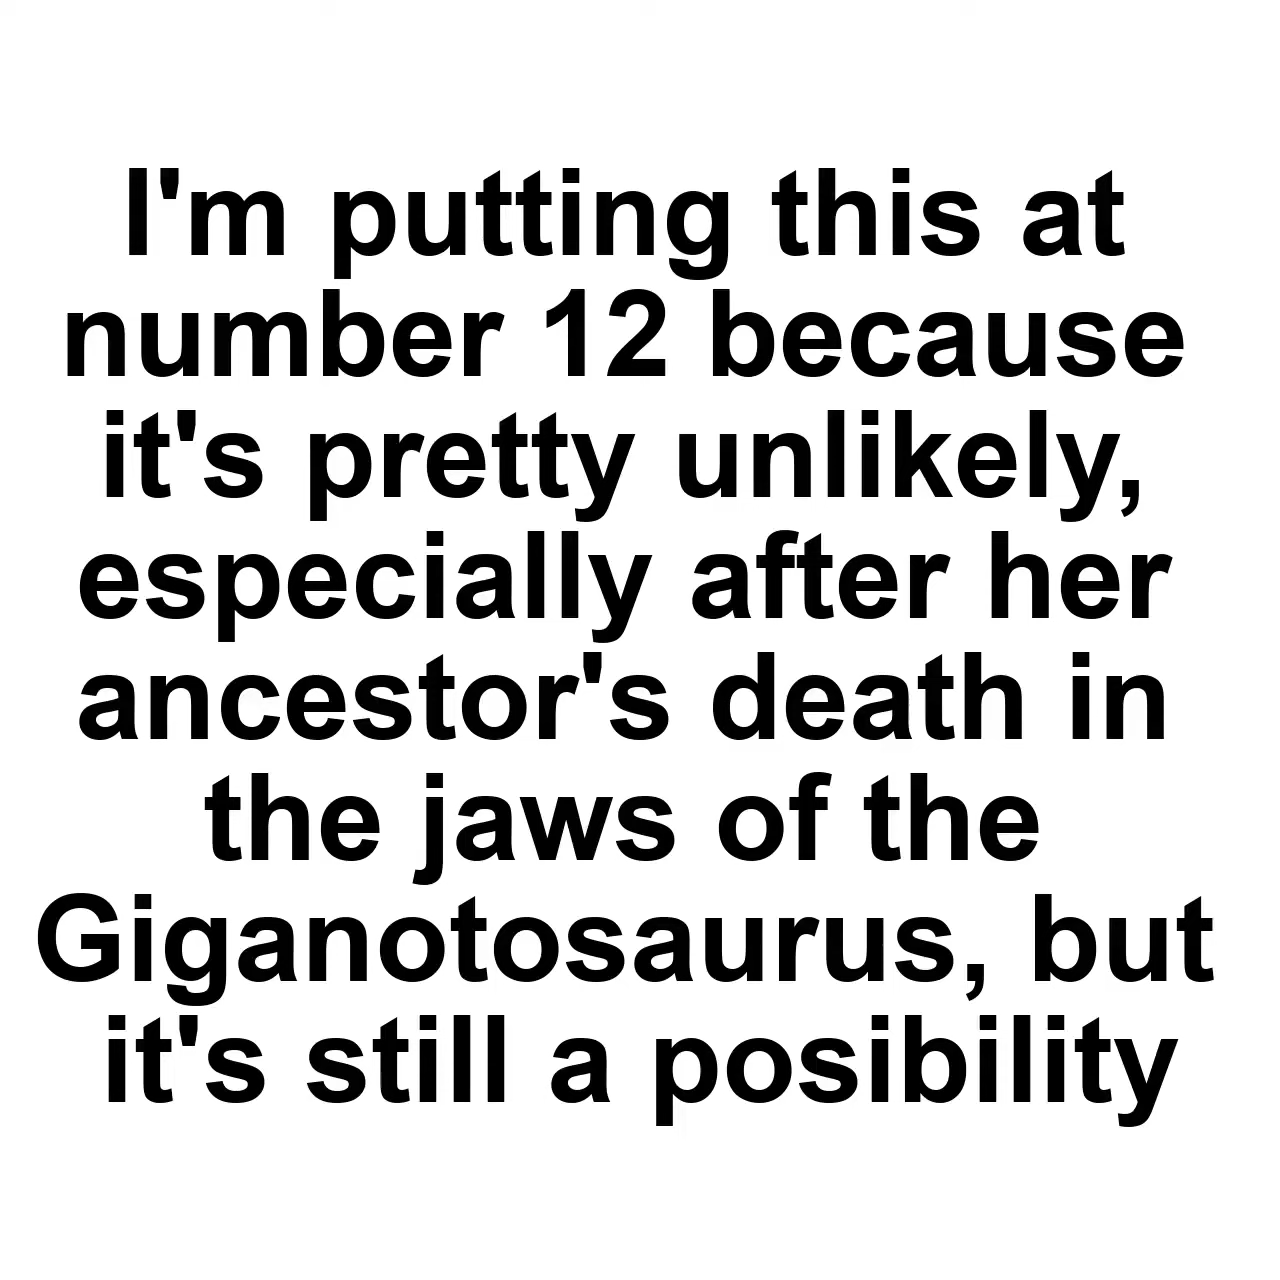 I'm putting this at
number 12 because
it's pretty unlikely,
especially after her
ancestor's death in
the jaws of the
Giganotosaurus, but
it's still a posibility